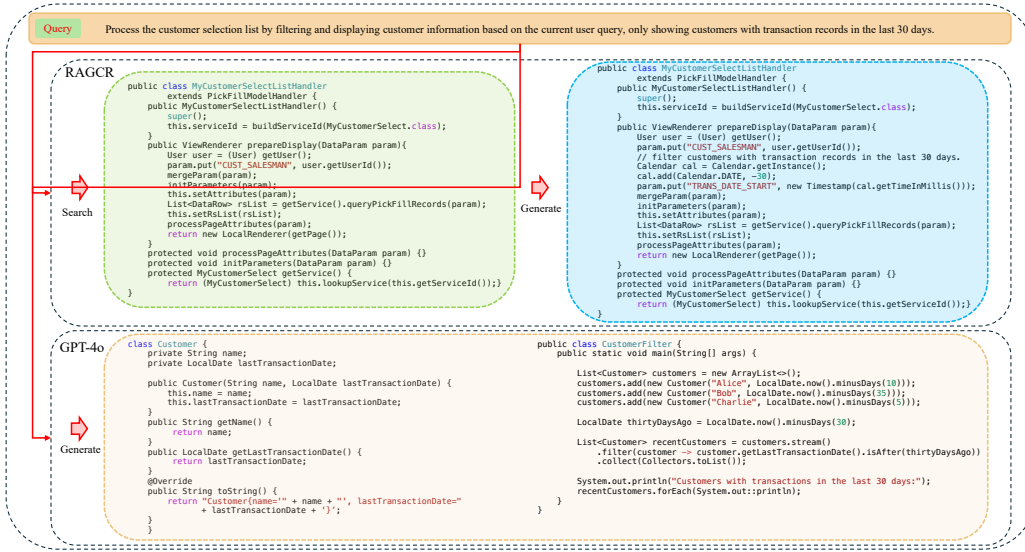 Query
Process the customer selection list by filtering and displaying customer information based on the current user query, only showing customers with transaction records in the last 30 days.
RAGCR
Search
public class MyCustomerSelectListHandler
extends PickFillModelHandler {
public MyCustomerSelectListHandler() {
super();
this.serviceId = buildServiceId(MyCustomerSelect.class);
}
public ViewRenderer prepareDisplay(DataParam param){
User user = (User) getUser();
param.put("CUST_SALESMAN", user.getUserId());
mergeParam(param);
initParameters(param);
this.setAttributes(param);
List<DataRow> rsList = getService().queryPickFillRecords(param);
this.setRsList(rsList);
processPageAttributes(param);
return new LocalRenderer(getPage());
}
protected void processPageAttributes(DataParam param) {}
protected void initParameters(DataParam param) {}
protected MyCustomerSelect getService() {
return (MyCustomerSelect) this.lookupService(this.getServiceId());}
}
Generate
public class MyCustomerSelectListHandler
extends PickFillModelHandler {
public MyCustomerSelectListHandler() {
super();
this.serviceId = buildServiceId(MyCustomerSelect.class);
}
public ViewRenderer prepareDisplay(DataParam param){
User user = (User) getUser();
param.put("CUST_SALESMAN", user.getUserId());
// filter customers with transaction records in the last 30 days.
Calendar cal = Calendar.getInstance();
cal.add(Calendar.DATE, -30);
param.put("TRANS_DATE_START", new Timestamp(cal.getTimeInMillis()));
mergeParam(param);
initParameters(param);
this.setAttributes(param);
List<DataRow> rsList = getService().queryPickFillRecords(param);
this.setRsList(rsList);
processPageAttributes(param);
return new LocalRenderer(getPage());
}
protected void processPageAttributes(DataParam param) {}
protected void initParameters(DataParam param) {}
protected MyCustomerSelect getService() {
return (MyCustomerSelect) this.lookupService(this.getServiceId());}
}
GPT-4o
Generate
class Customer {
private String name;
private LocalDate lastTransactionDate;
public Customer(String name, LocalDate lastTransactionDate) {
this.name = name;
this.lastTransactionDate = lastTransactionDate;
}
public String getName() {
return name;
}
public LocalDate getLastTransactionDate() {
return lastTransactionDate;
}
@Override
public String toString() {
return "Customer{name='" + name + "', lastTransactionDate="
+ lastTransactionDate + '}';
}
}
public class CustomerFilter {
public static void main(String[] args) {
List<Customer> customers = new ArrayList<>();
customers.add(new Customer("Alice", LocalDate.now().minusDays(10)));
customers.add(new Customer("Bob", LocalDate.now().minusDays(35)));
customers.add(new Customer("Charlie", LocalDate.now().minusDays(5)));
LocalDate thirtyDaysAgo = LocalDate.now().minusDays(30);
List<Customer> recentCustomers = customers.stream()
.filter(customer -> customer.getLastTransactionDate().isAfter(thirtyDaysAgo))
.collect(Collectors.toList());
System.out.println("Customers with transactions in the last 30 days:");
recentCustomers.forEach(System.out::println);
}
}